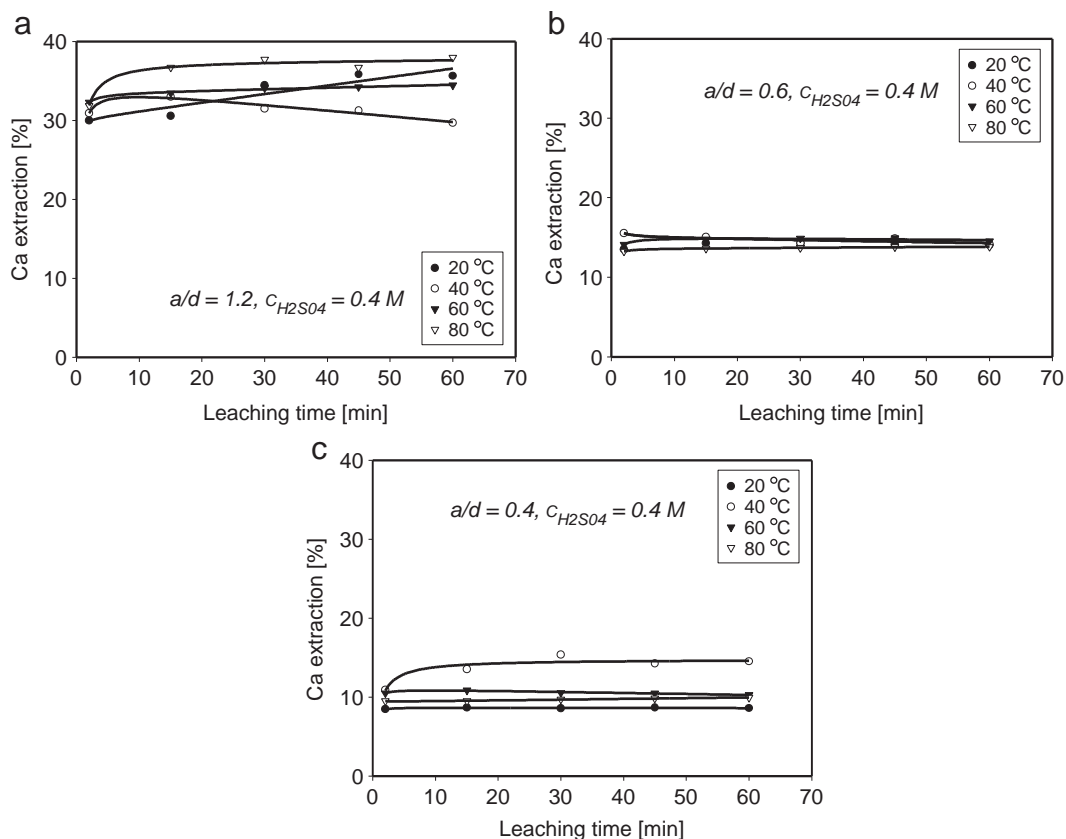 a
40
30
20
10
0
Ca extraction [%]
a/d = 1.2, cH2S04 = 0.4 M
20 °C
40 °C
60 °C
80 °C
0 10 20 30 40 50 60 70
Leaching time [min]
b
40
30
20
10
0
Ca extraction [%]
a/d = 0.6, cH2S04 = 0.4 M
20 °C
40 °C
60 °C
80 °C
0 10 20 30 40 50 60 70
Leaching time [min]
c
40
30
20
10
0
Ca extraction [%]
a/d = 0.4, cH2S04 = 0.4 M
20 °C
40 °C
60 °C
80 °C
0 10 20 30 40 50 60 70
Leaching time [min]